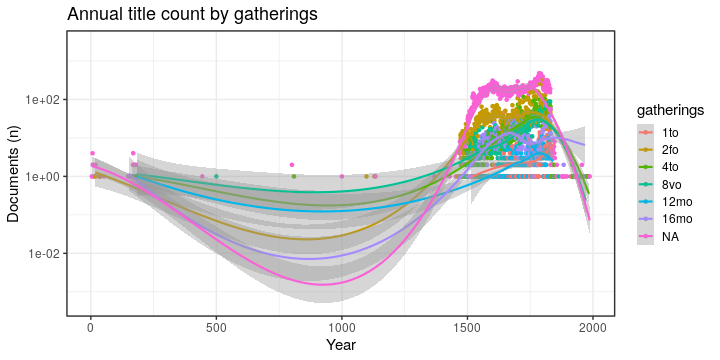 Annual title count by gatherings
Documents (n)
1e+02
1e+00
1e-02
0
500
1000
1500
2000
Year
gatherings
1to
2fo
4to
8vo
12mo
16mo
NA